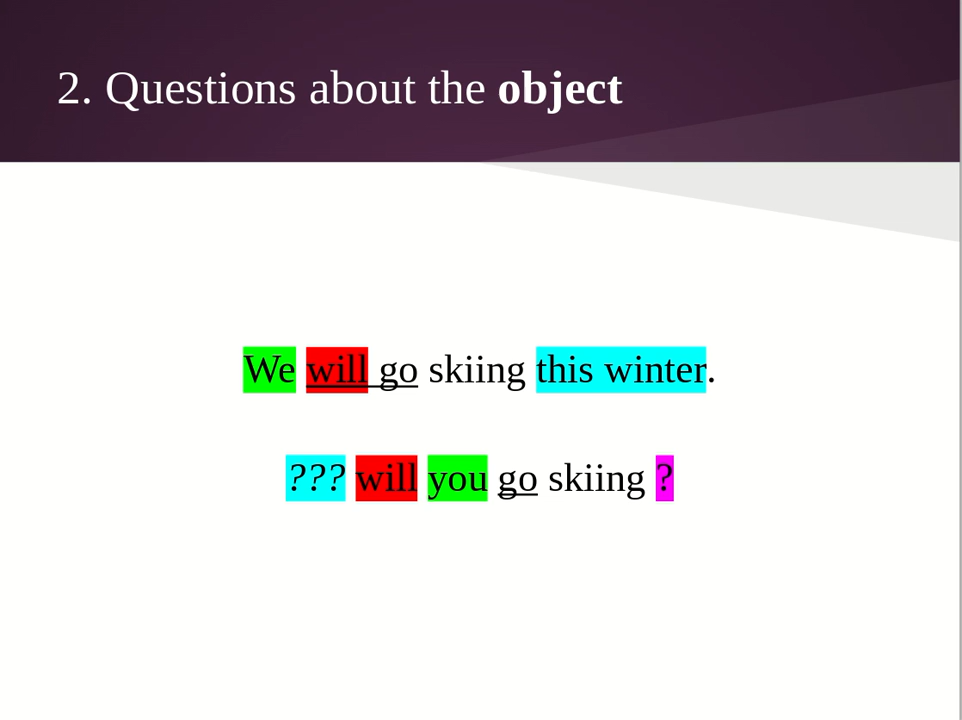 2. Questions about the object
We will go skiing this winter.
??? will you go skiing ?